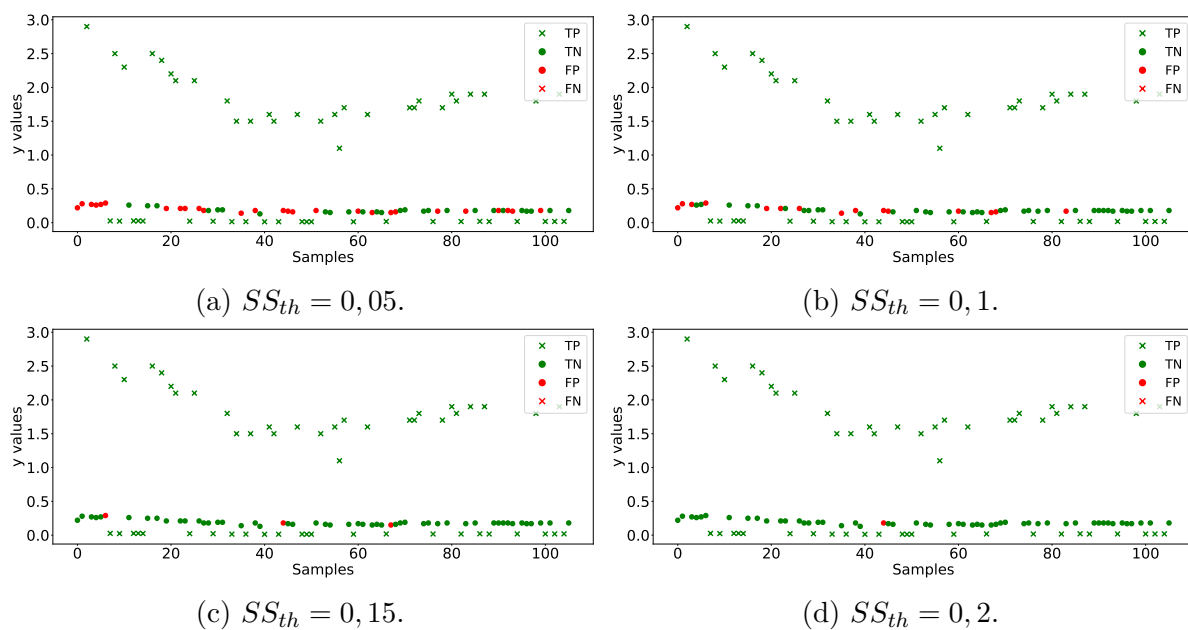 3.0
2.5
2.0
1.5
1.0
0.5
0.0
y values
0 20 40 60 80 100
Samples
TP
TN
FP
FN
(a) SS_th = 0, 05.
3.0
2.5
2.0
1.5
1.0
0.5
0.0
y values
0 20 40 60 80 100
Samples
TP
TN
FP
FN
(b) SS_th = 0, 1.
3.0
2.5
2.0
1.5
1.0
0.5
0.0
y values
0 20 40 60 80 100
Samples
TP
TN
FP
FN
(c) SS_th = 0, 15.
3.0
2.5
2.0
1.5
1.0
0.5
0.0
y values
0 20 40 60 80 100
Samples
TP
TN
FP
FN
(d) SS_th = 0, 2.